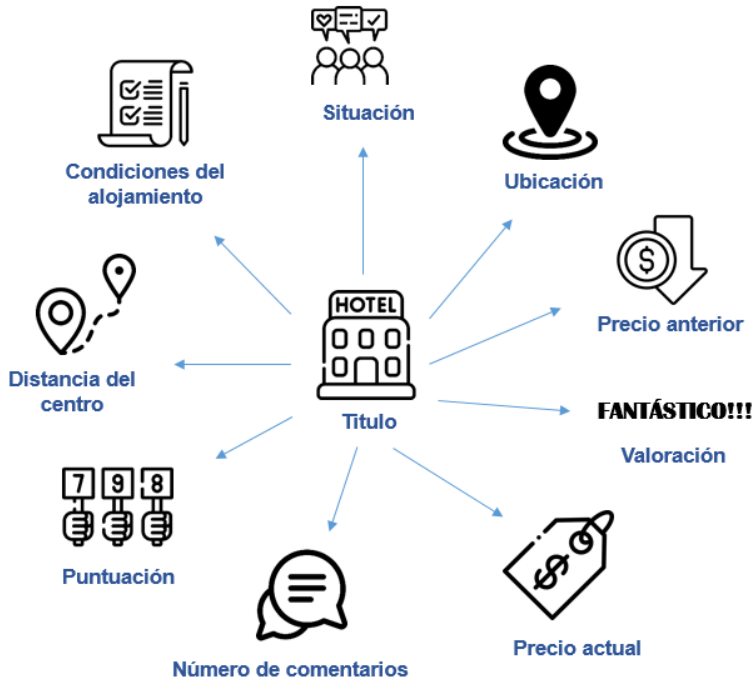 Situación
Condiciones del
alojamiento
Ubicación
HOTEL
$
Precio anterior
Distancia del
centro
Titulo
FANTÁSTICO!!!
Valoración
7 9 8
Puntuación
$
Precio actual
Número de comentarios